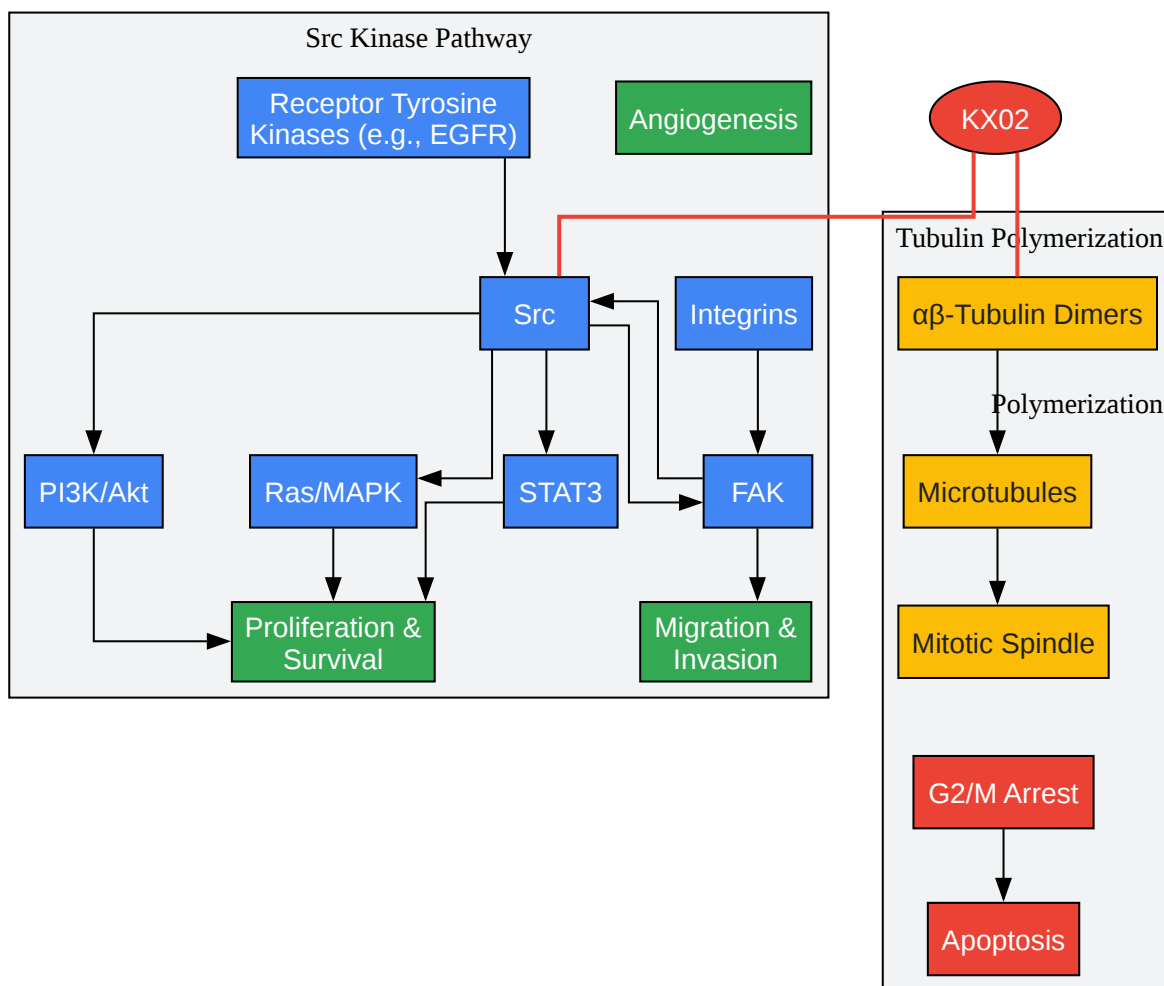 Src Kinase Pathway
Receptor Tyrosine
Kinases (e.g., EGFR)
Angiogenesis
KX02
Tubulin Polymerization
Src
Integrins
αβ-Tubulin Dimers
Polymerization
PI3K/Akt
Ras/MAPK
STAT3
FAK
Microtubules
Proliferation &
Survival
Migration &
Invasion
Mitotic Spindle
G2/M Arrest
Apoptosis